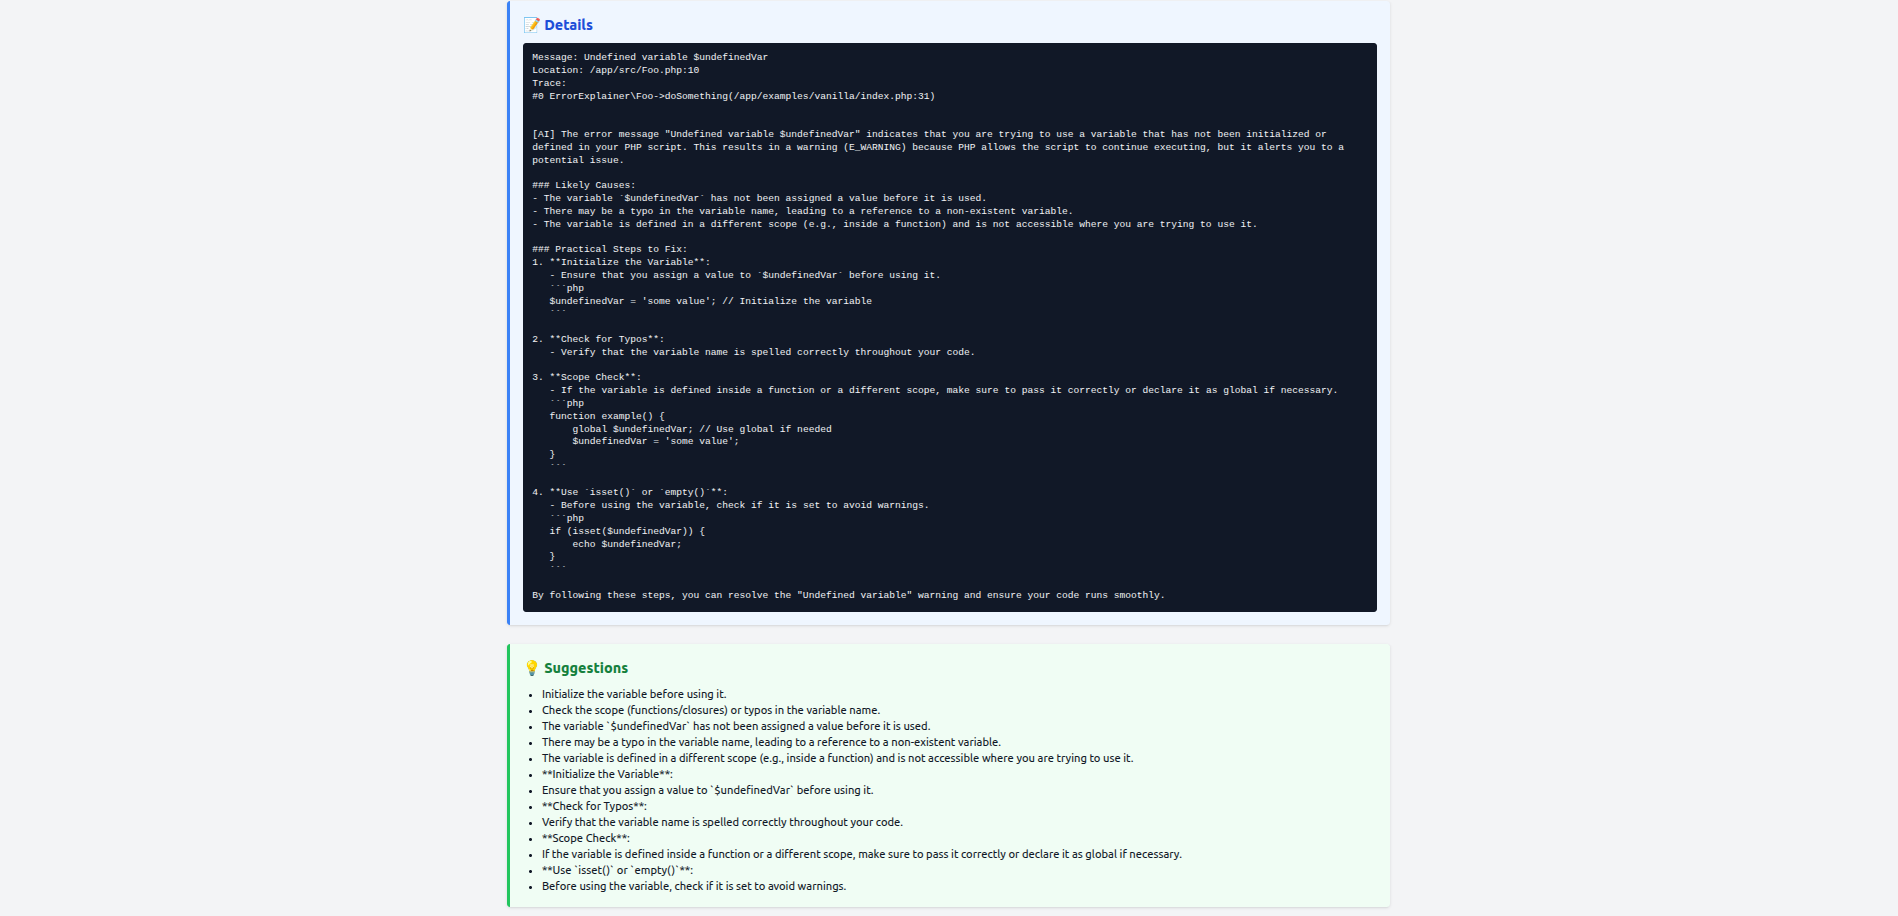 📝 Details
Message: Undefined variable $undefinedVar
Location: /app/src/Foo.php:10
Trace:
#0 ErrorExplainer\Foo->doSomething(/app/examples/vanilla/index.php:31)
[AI] The error message "Undefined variable $undefinedVar" indicates that you are trying to use a variable that has not been initialized or
defined in your PHP script. This results in a warning (E_WARNING) because PHP allows the script to continue executing, but it alerts you to a
potential issue.
### Likely Causes:
- The variable `$undefinedVar` has not been assigned a value before it is used.
- There may be a typo in the variable name, leading to a reference to a non-existent variable.
- The variable is defined in a different scope (e.g., inside a function) and is not accessible where you are trying to use it.
### Practical Steps to Fix:
1. **Initialize the Variable**:
   - Ensure that you assign a value to `$undefinedVar` before using it.
   ```php
   $undefinedVar = 'some value'; // Initialize the variable
   ```
2. **Check for Typos**:
   - Verify that the variable name is spelled correctly throughout your code.
3. **Scope Check**:
   - If the variable is defined inside a function or a different scope, make sure to pass it correctly or declare it as global if necessary.
   ```php
   function example() {
       global $undefinedVar; // Use global if needed
       $undefinedVar = 'some value';
   }
   ```
4. **Use `isset()` or `empty()`**:
   - Before using the variable, check if it is set to avoid warnings.
   ```php
   if (isset($undefinedVar)) {
       echo $undefinedVar;
   }
   ```
By following these steps, you can resolve the "Undefined variable" warning and ensure your code runs smoothly.
💡 Suggestions
• Initialize the variable before using it.
• Check the scope (functions/closures) or typos in the variable name.
• The variable `$undefinedVar` has not been assigned a value before it is used.
• There may be a typo in the variable name, leading to a reference to a non-existent variable.
• The variable is defined in a different scope (e.g., inside a function) and is not accessible where you are trying to use it.
• **Initialize the Variable**:
• Ensure that you assign a value to `$undefinedVar` before using it.
• **Check for Typos**:
• Verify that the variable name is spelled correctly throughout your code.
• **Scope Check**:
• If the variable is defined inside a function or a different scope, make sure to pass it correctly or declare it as global if necessary.
• **Use `isset()` or `empty()`**:
• Before using the variable, check if it is set to avoid warnings.